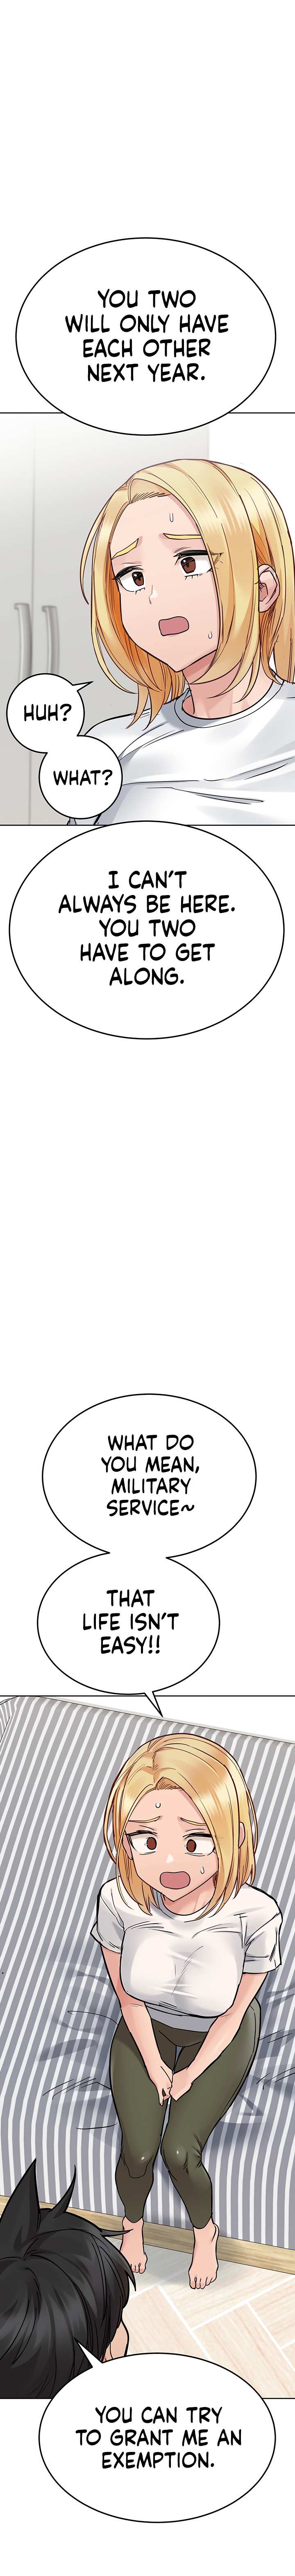 YOU TWO
WILL ONLY HAVE
EACH OTHER
NEXT YEAR.
HUH?
WHAT?
I CAN'T
ALWAYS BE HERE.
YOU TWO
HAVE TO GET
ALONG.
WHAT DO
YOU MEAN,
MILITARY
SERVICE~
THAT
LIFE ISN'T
EASY!!
YOU CAN TRY
TO GRANT ME AN
EXEMPTION.